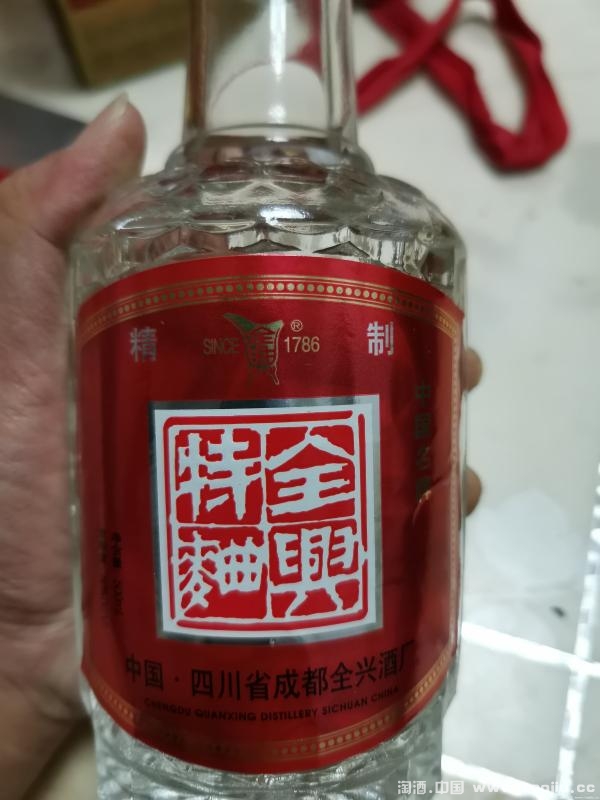 精 SINCE ® 1786 制
全興
特麯
中国·四川省成都全兴酒厂
CHENGDU QUANXING DISTILLERY SICHUAN CHINA
淘酒.中国